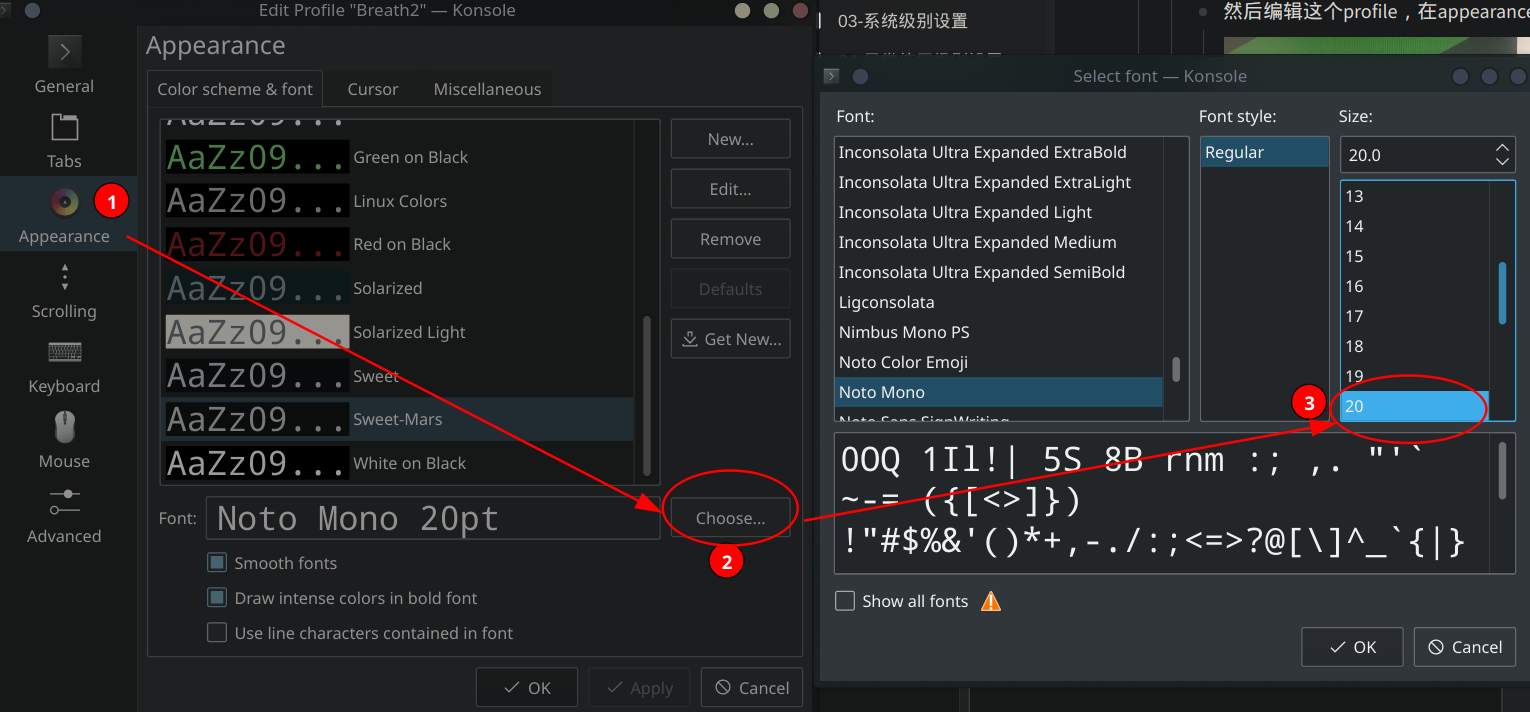 Edit Profile "Breath2" — Konsole
General
Tabs
Appearance
Scrolling
Keyboard
Mouse
Advanced
1
Appearance
Color scheme & font
Cursor
Miscellaneous
AaZz09...
Green on Black
AaZz09...
Linux Colors
AaZz09...
Red on Black
AaZz09...
Solarized
AaZz09...
Solarized Light
AaZz09...
Sweet
AaZz09...
Sweet-Mars
AaZz09...
White on Black
New...
Edit...
Remove
Defaults
Get New...
Font:
Noto Mono 20pt
Choose...
2
Smooth fonts
Draw intense colors in bold font
Use line characters contained in font
OK
Apply
Cancel
03-系统级别设置
然后编辑这个profile，在appearance
Select font — Konsole
Font:
Font style:
Size:
Inconsolata Ultra Expanded ExtraBold
Inconsolata Ultra Expanded ExtraLight
Inconsolata Ultra Expanded Light
Inconsolata Ultra Expanded Medium
Inconsolata Ultra Expanded SemiBold
Ligconsolata
Nimbus Mono PS
Noto Color Emoji
Noto Mono
Noto Sans SignWriting
Regular
20.0
13
14
15
16
17
18
19
20
3
0OQ 1Il!| 5S 8B rnm :; ,. "'`
~-= ({[<>]})
!"#$%&'()*+,-./:;<=>?@[\]^_`{|}
Show all fonts
OK
Cancel